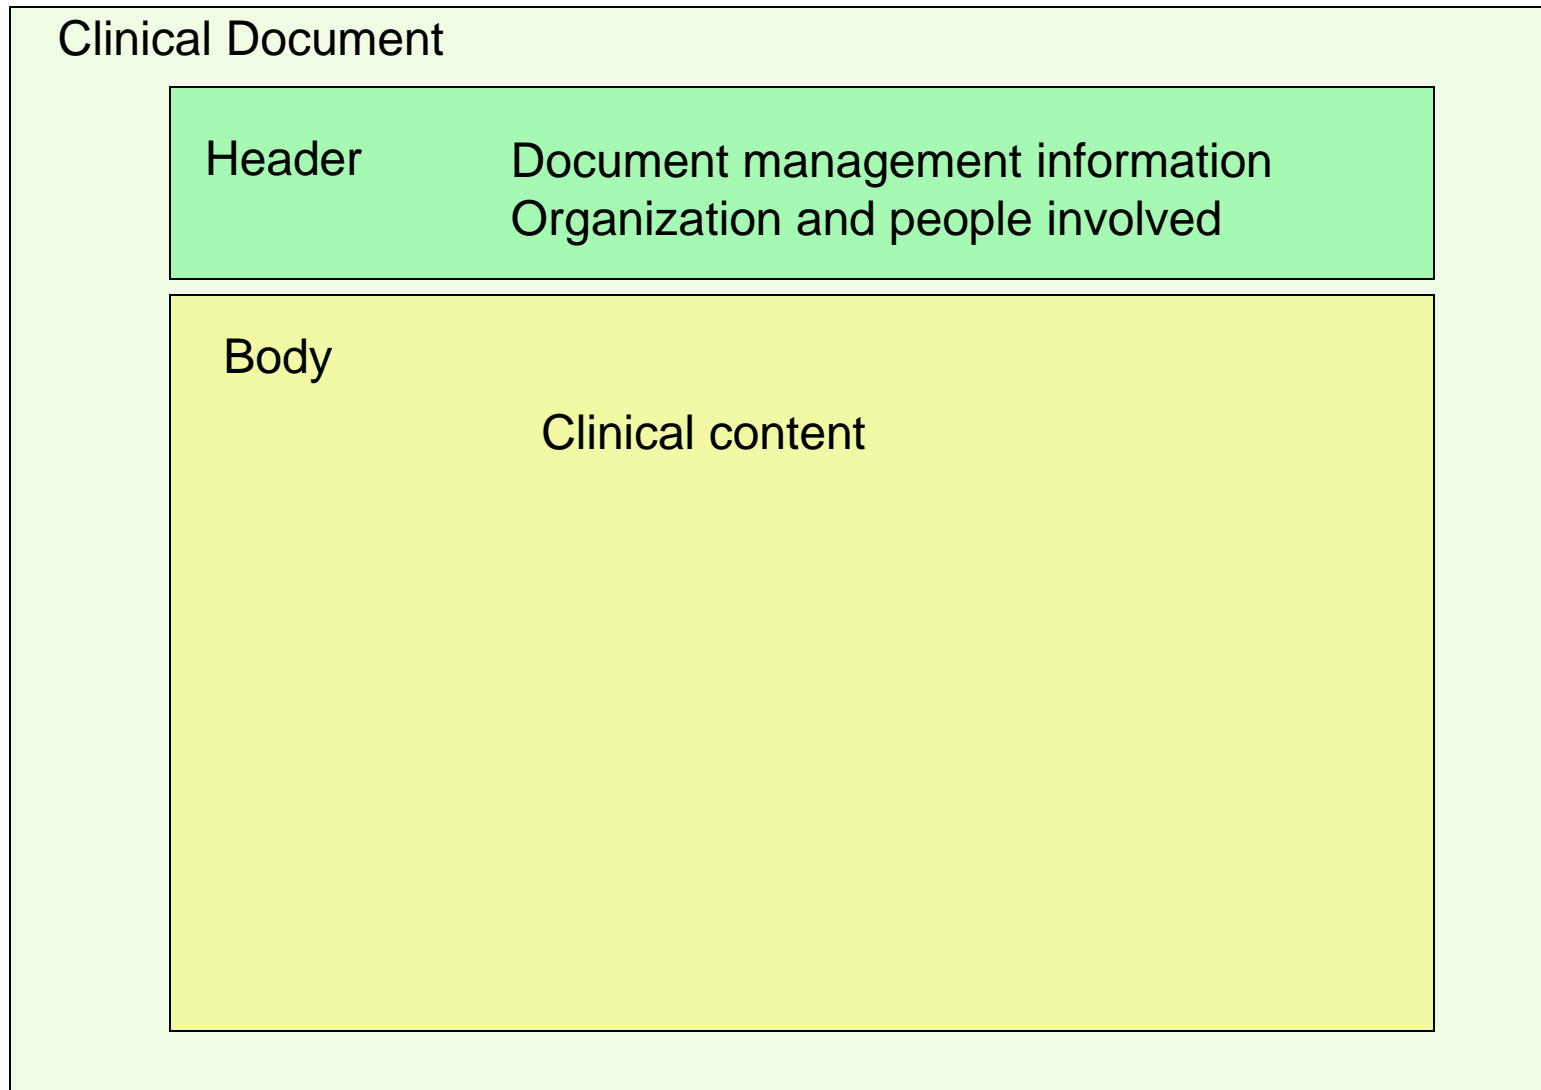 Clinical Document
Header
Document management information
Organization and people involved
Body
Clinical content